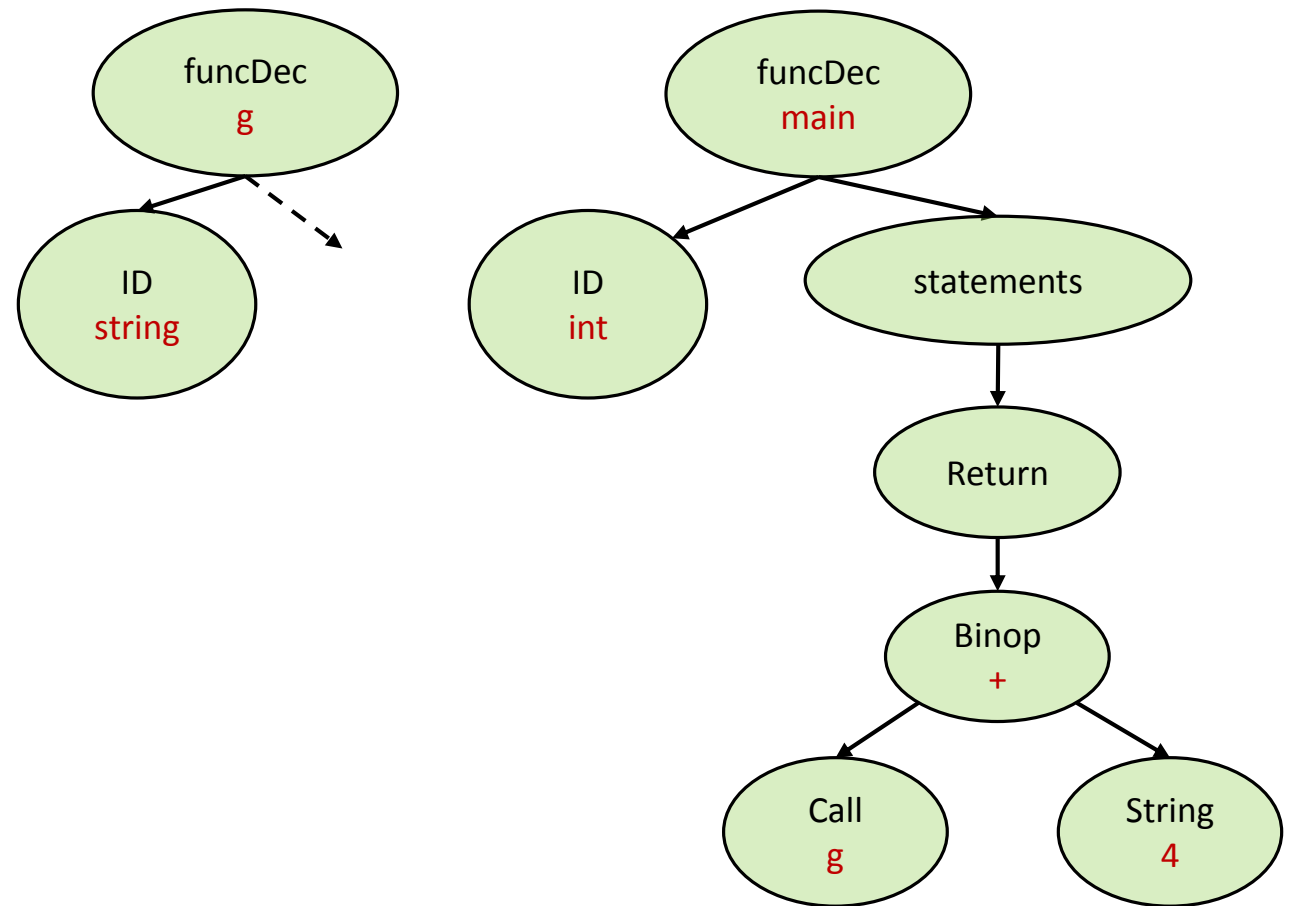 funcDec
g
funcDec
main
ID
string
ID
int
statements
Return
Binop
+
Call
g
String
4